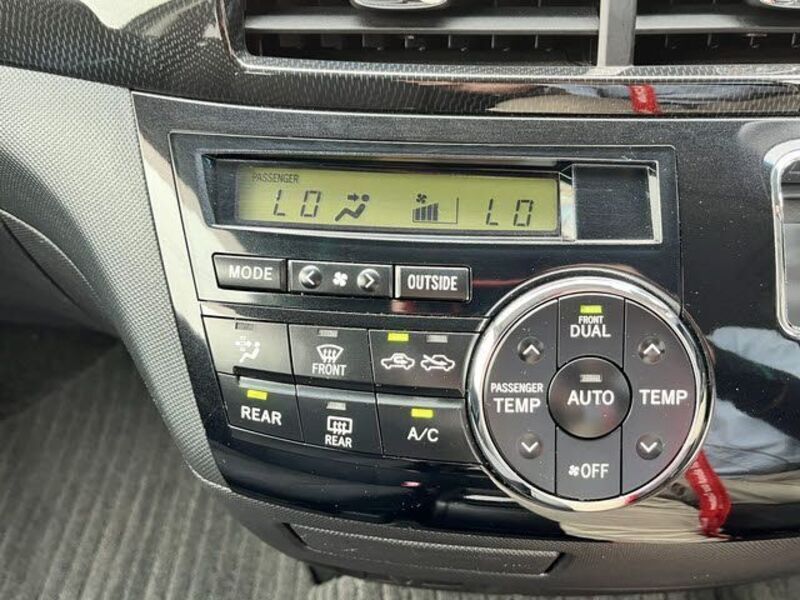 PASSENGER
LO LO
MODE
OUTSIDE
FRONT
DUAL
FRONT
PASSENGER
TEMP
AUTO
TEMP
REAR
REAR
A/C
OFF